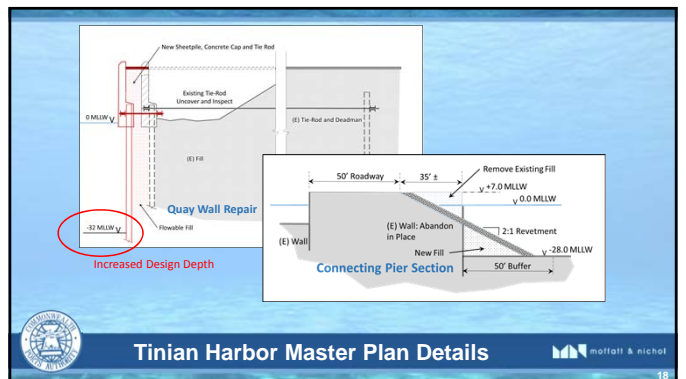 New Sheetpile, Concrete Cap and Tie Rod
Existing Tie-Rod
Uncover and Inspect
(E) Tie-Rod and Deadman
0 MLLW
(E) Fill
Quay Wall Repair
-32 MLLW
Flowable Fill
Increased Design Depth
50' Roadway
35' ±
Remove Existing Fill
+7.0 MLLW
0.0 MLLW
(E) Wall: Abandon
in Place
2:1 Revetment
(E) Wall
New Fill
-28.0 MLLW
Connecting Pier Section
50' Buffer
COMMONWEALTH
PORTS AUTHORITY
Tinian Harbor Master Plan Details
moffatt & nichol
18